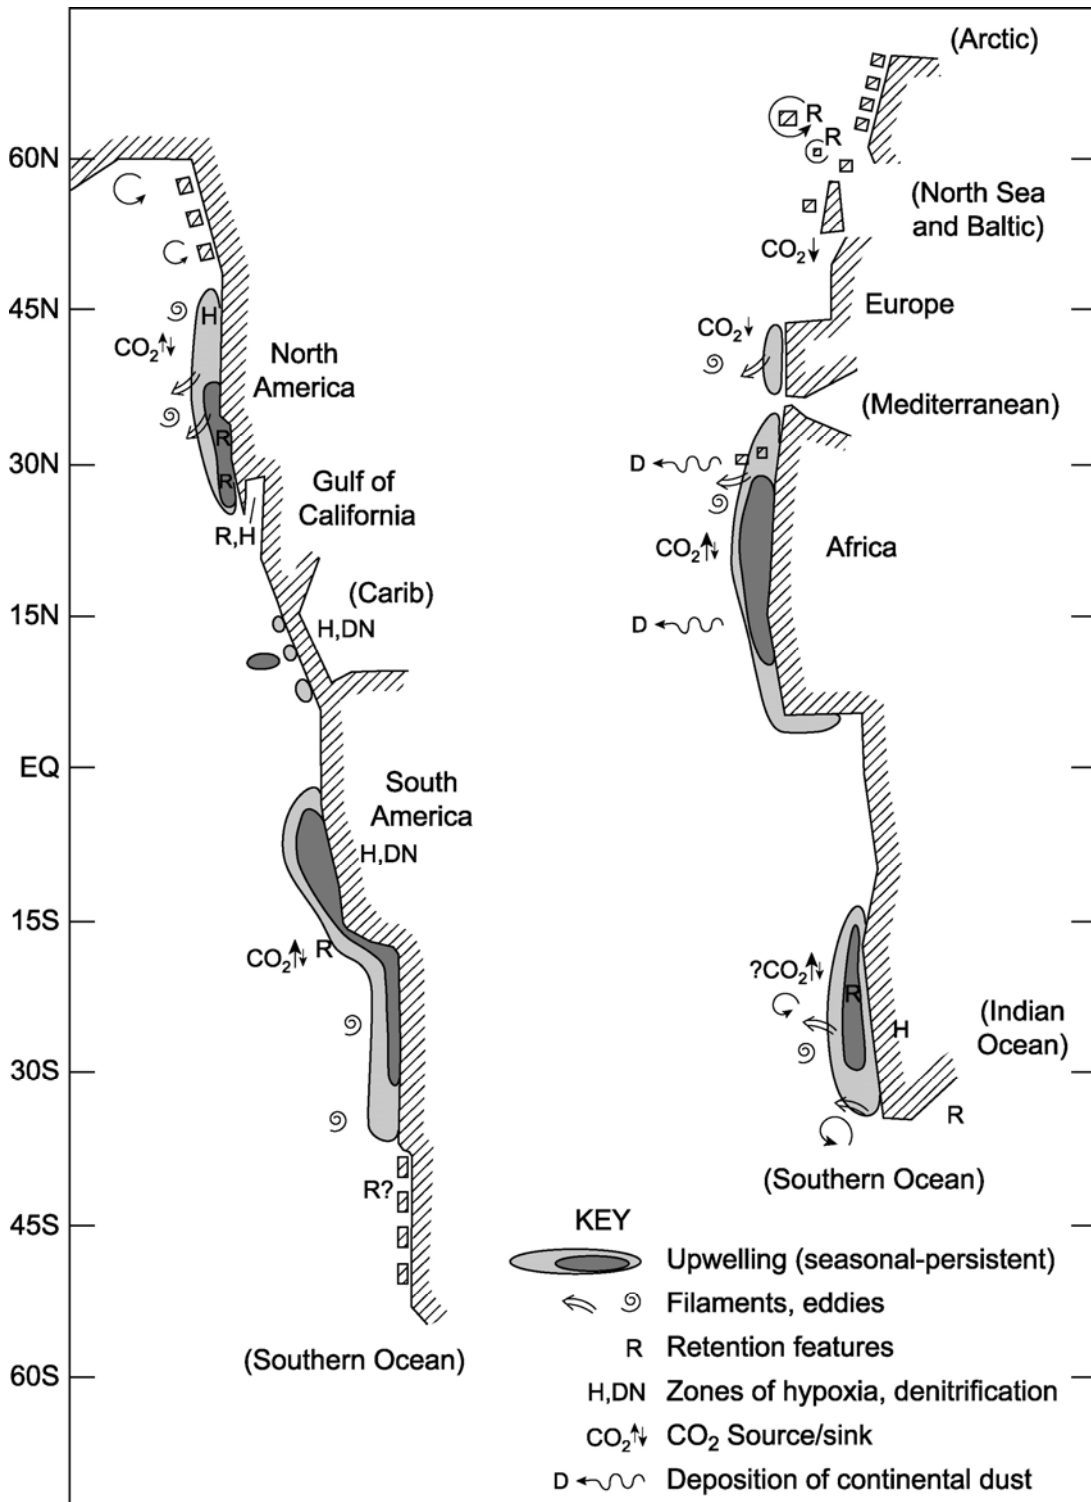 (Arctic)
R
R
60N
(North Sea
and Baltic)
CO₂↓
45N
H
Europe
CO₂↑↓
CO₂↓
North
America
(Mediterranean)
R
30N
D
R
Gulf of
California
R,H
CO₂↑↓
Africa
(Carib)
15N
H,DN
D
EQ
South
America
H,DN
15S
R
CO₂↑↓
?CO₂↑↓
R
H
(Indian
Ocean)
30S
R
(Southern Ocean)
R?
45S
KEY
Upwelling (seasonal-persistent)
Filaments, eddies
R Retention features
(Southern Ocean)
60S
H,DN Zones of hypoxia, denitrification
CO₂↑↓ CO₂ Source/sink
D Deposition of continental dust